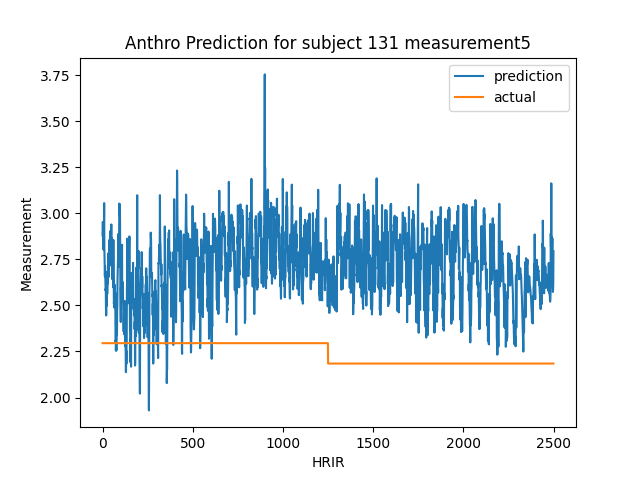 Anthro Prediction for subject 131 measurement5
prediction
actual
3.75
3.50
3.25
3.00
2.75
2.50
2.25
2.00
Measurement
0
500
1000
1500
2000
2500
HRIR